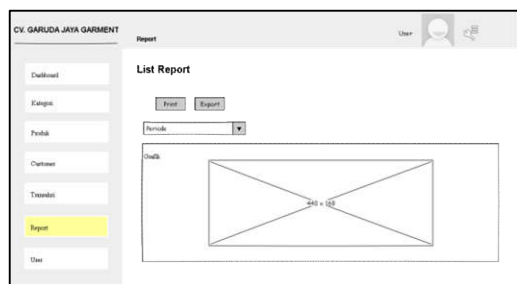 CV. GARUDA JAYA GARMENT
Report
User
Dashboard
Kategori
Produk
Customer
Transaksi
Report
User
List Report
Print
Export
Periode
Grafik
440 x 168